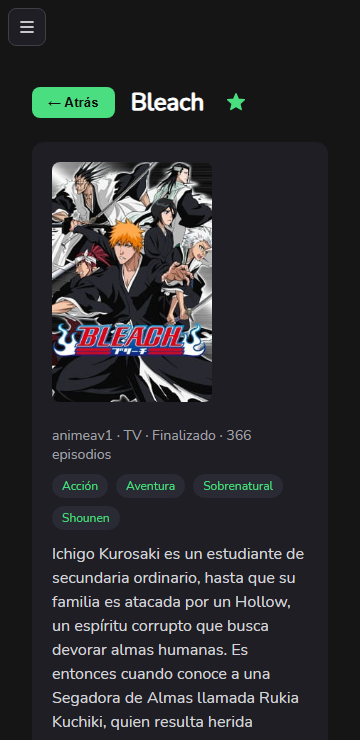 ← Atrás
Bleach
BLEACH
ブリーチ
animeav1 · TV · Finalizado · 366
episodios
Acción
Aventura
Sobrenatural
Shounen
Ichigo Kurosaki es un estudiante de
secundaria ordinario, hasta que su
familia es atacada por un Hollow,
un espíritu corrupto que busca
devorar almas humanas. Es
entonces cuando conoce a una
Segadora de Almas llamada Rukia
Kuchiki, quien resulta herida